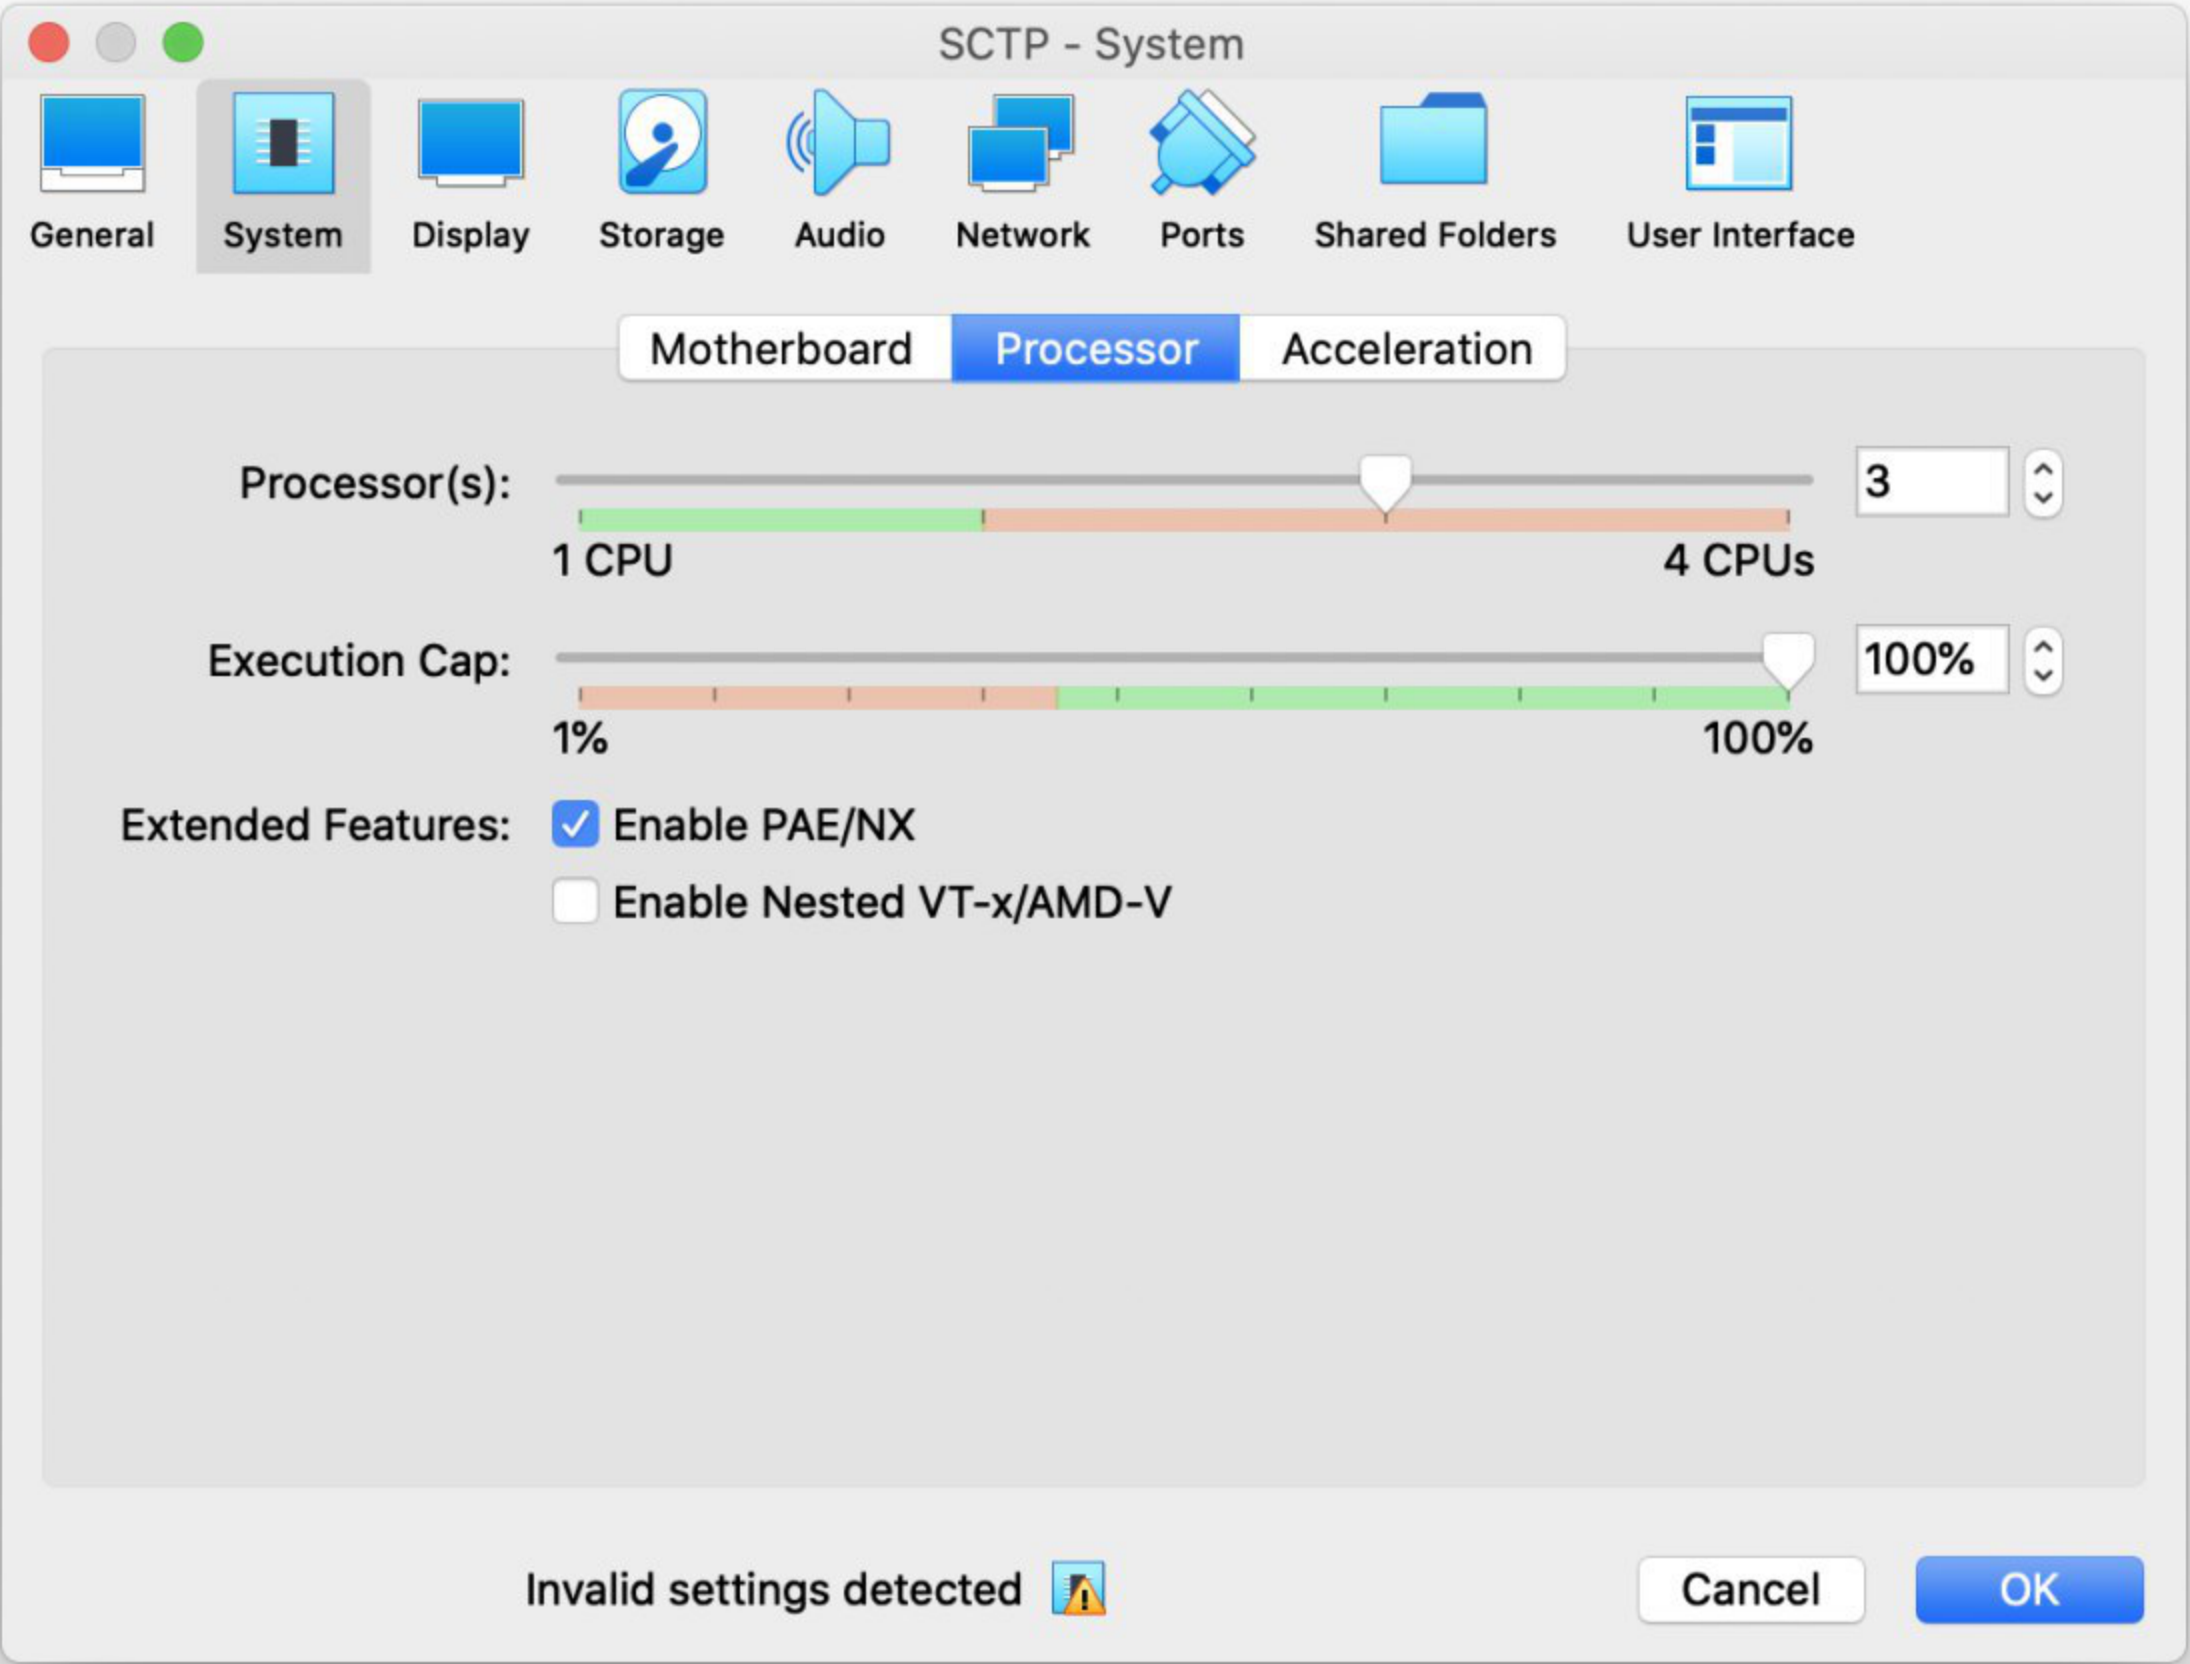 SCTP - System
General System Display Storage Audio Network Ports Shared Folders User Interface
Motherboard Processor Acceleration
Processor(s): 3
1 CPU 4 CPUs
Execution Cap: 100%
1% 100%
Extended Features: Enable PAE/NX
Enable Nested VT-x/AMD-V
Invalid settings detected Cancel OK